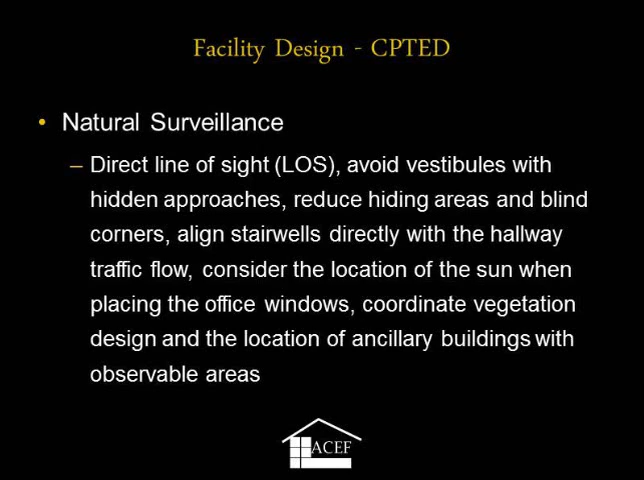 Facility Design - CPTED
• Natural Surveillance
– Direct line of sight (LOS), avoid vestibules with
hidden approaches, reduce hiding areas and blind
corners, align stairwells directly with the hallway
traffic flow, consider the location of the sun when
placing the office windows, coordinate vegetation
design and the location of ancillary buildings with
observable areas
ACEF